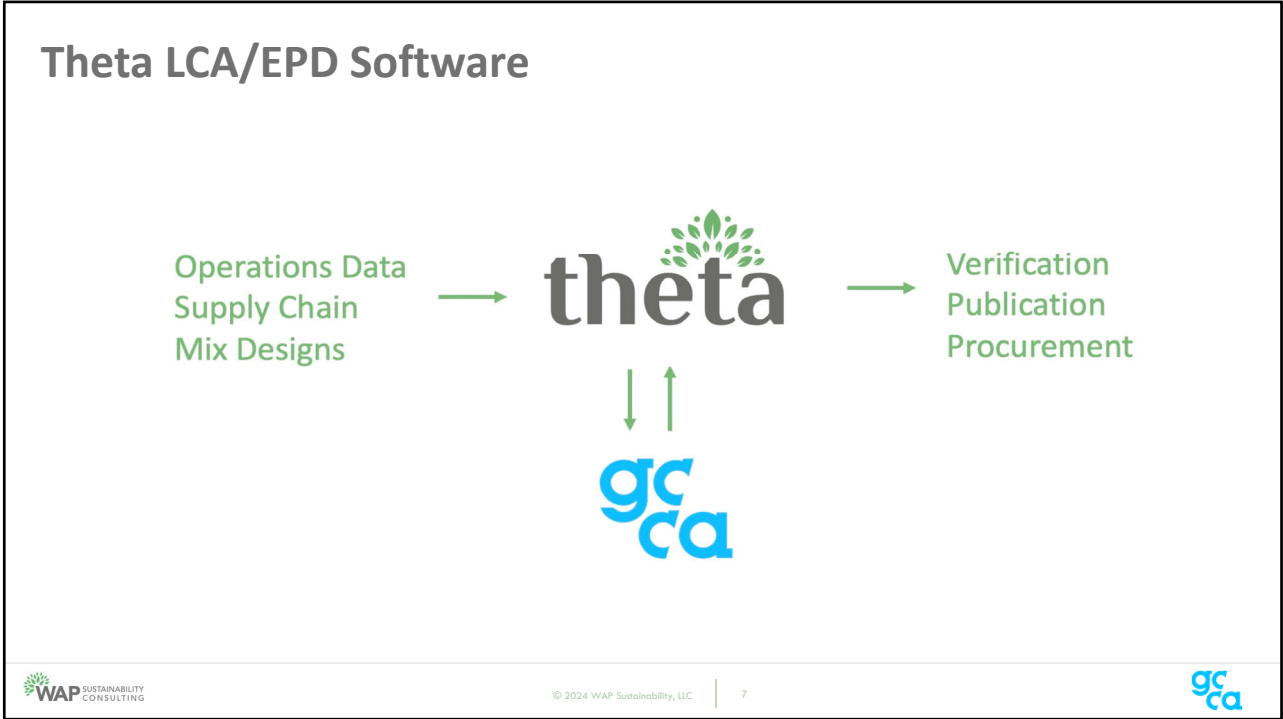 Theta LCA/EPD Software
Operations Data
Supply Chain
Mix Designs
theta
Verification
Publication
Procurement
gc
ca
WAP SUSTAINABILITY
CONSULTING
© 2024 WAP Sustainability, LLC
7
gc
ca